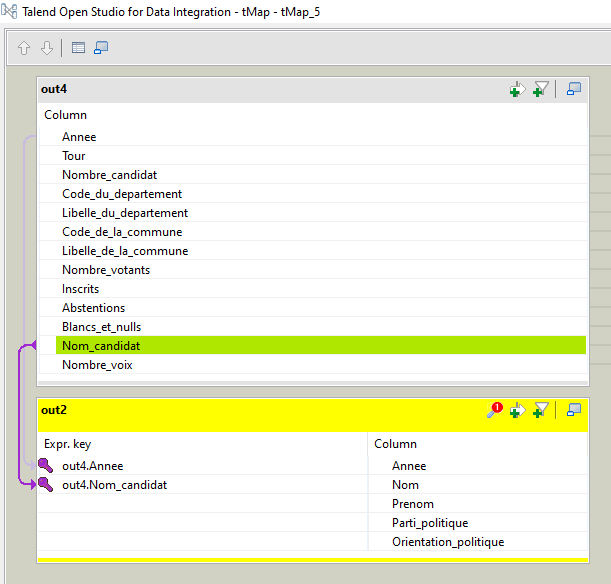 Talend Open Studio for Data Integration - tMap - tMap_5
out4
Column
Annee
Tour
Nombre_candidat
Code_du_departement
Libelle_du_departement
Code_de_la_commune
Libelle_de_la_commune
Nombre_votants
Inscrits
Abstentions
Blancs_et_nulls
Nom_candidat
Nombre_voix
out2 1
Expr. key Column
out4.Annee Annee
out4.Nom_candidat Nom
Prenom
Parti_politique
Orientation_politique